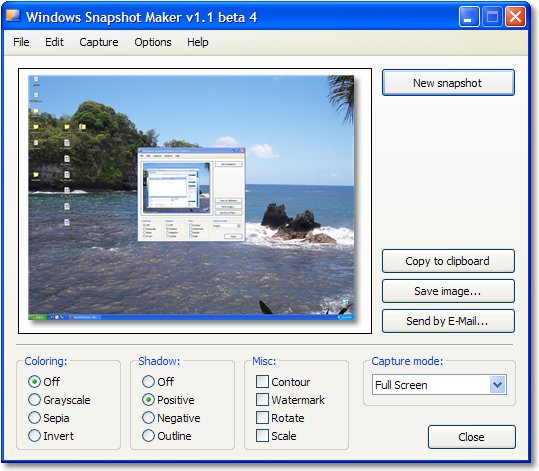 Windows Snapshot Maker v1.1 beta 4
File Edit Capture Options Help
New snapshot
Copy to clipboard
Save image...
Send by E-Mail...
Coloring:
Off
Grayscale
Sepia
Invert
Shadow:
Off
Positive
Negative
Outline
Misc:
Contour
Watermark
Rotate
Scale
Capture mode:
Full Screen
Close